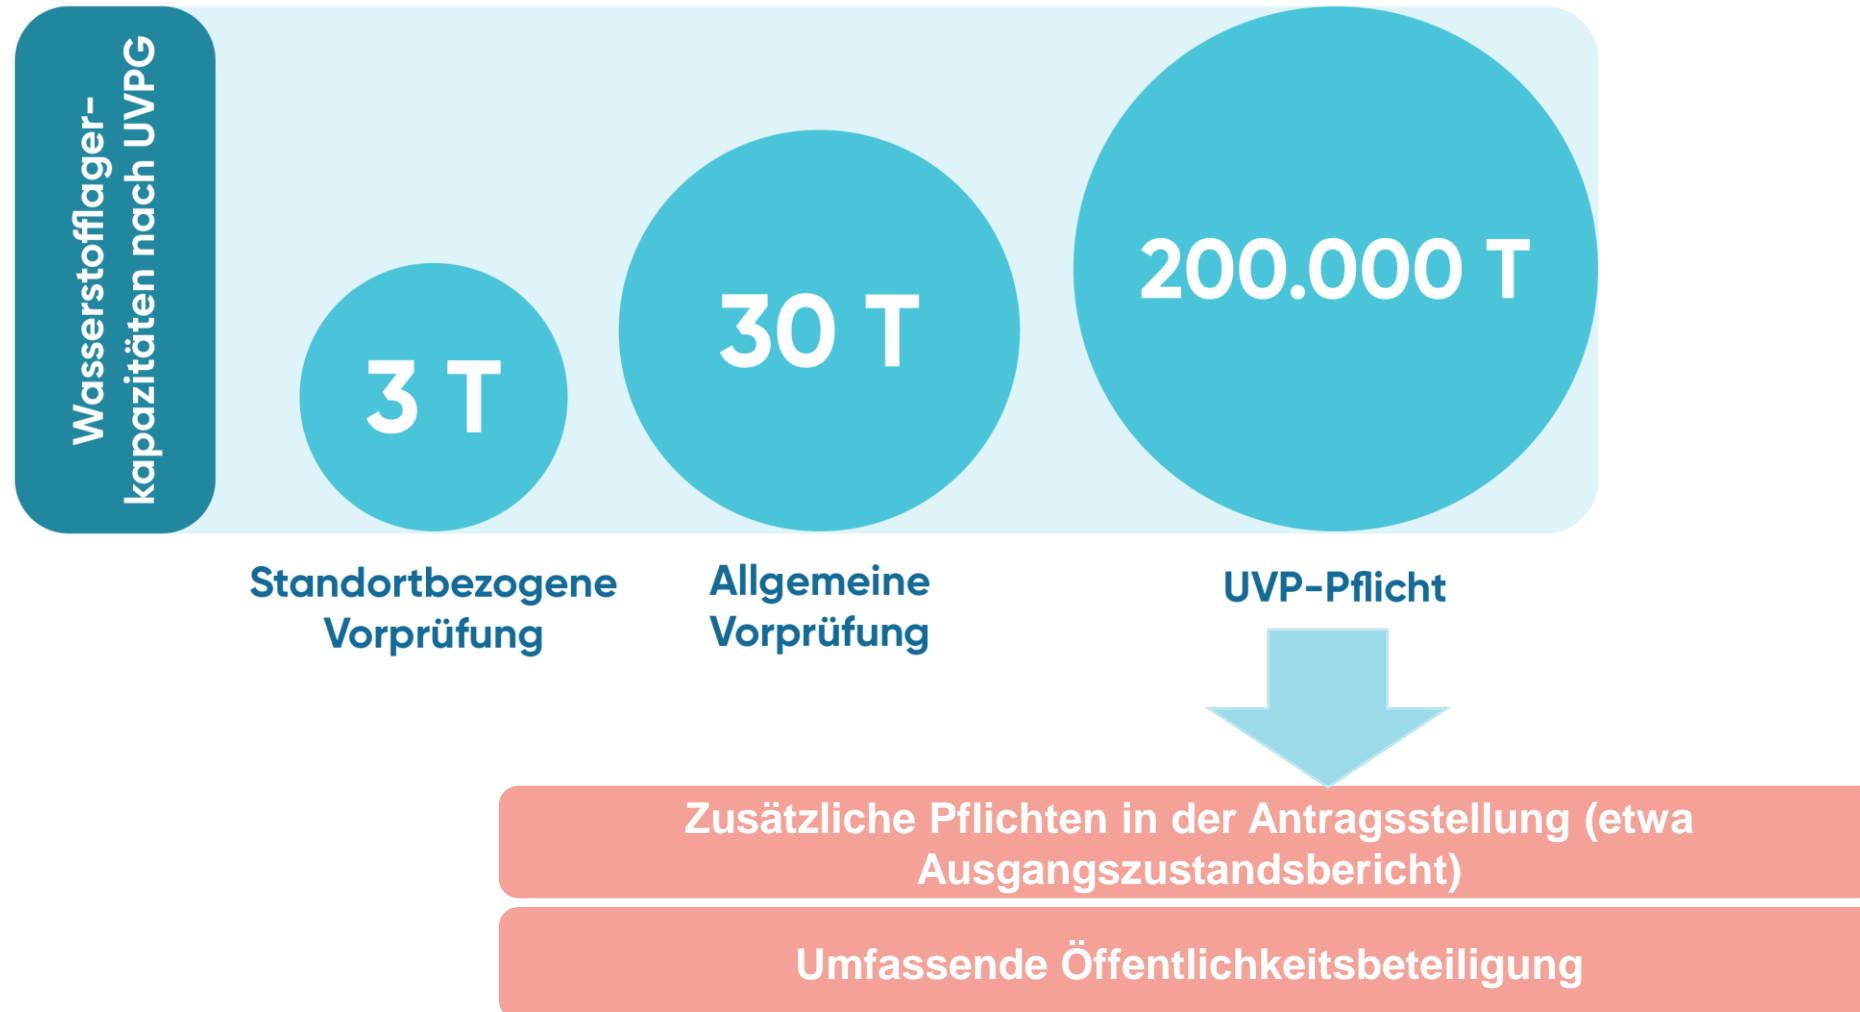 Wasserstofflager-
kapazitäten nach UVPG
3 T
30 T
200.000 T
Standortbezogene
Vorprüfung
Allgemeine
Vorprüfung
UVP-Pflicht
Zusätzliche Pflichten in der Antragsstellung (etwa
Ausgangszustandsbericht)
Umfassende Öffentlichkeitsbeteiligung